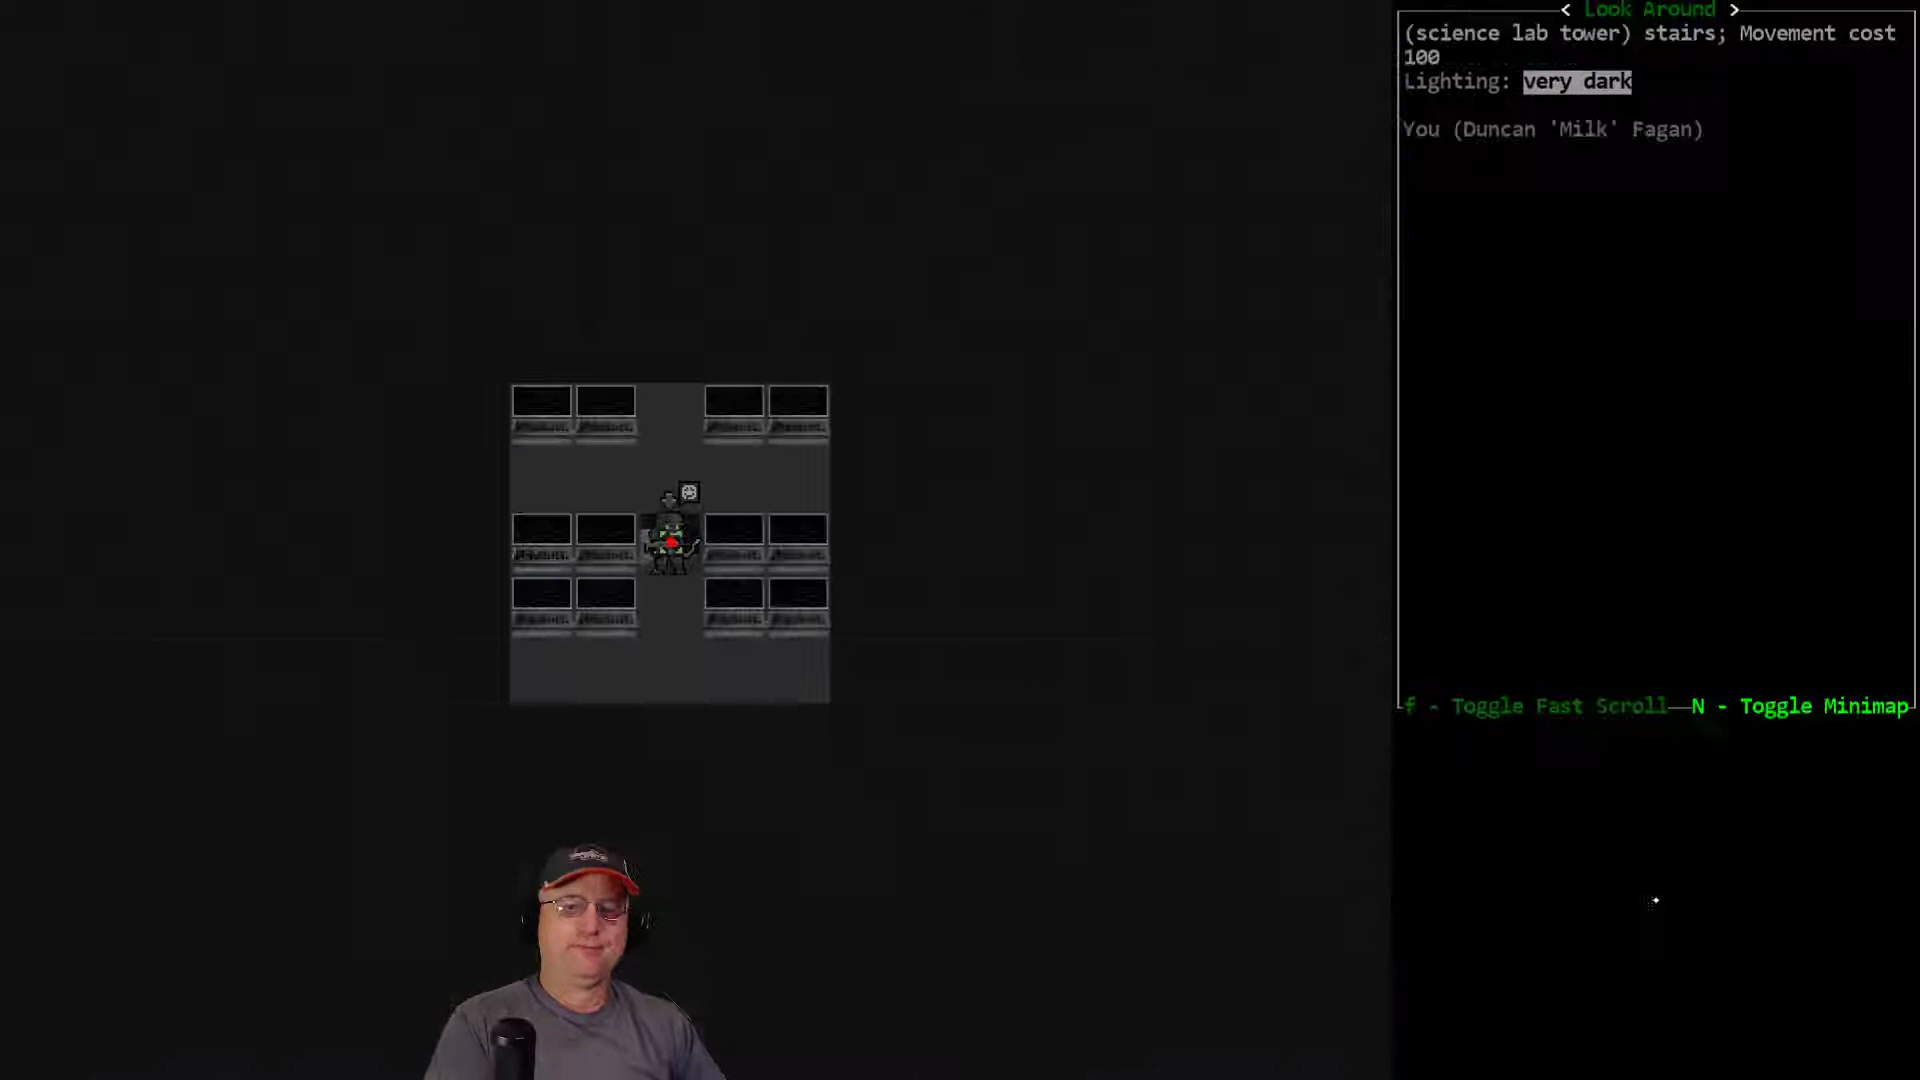 < Look Around >
(science lab tower) stairs; Movement cost
100
Lighting: very dark
You (Duncan 'Milk' Fagan)
f - Toggle Fast Scroll
N - Toggle Minimap